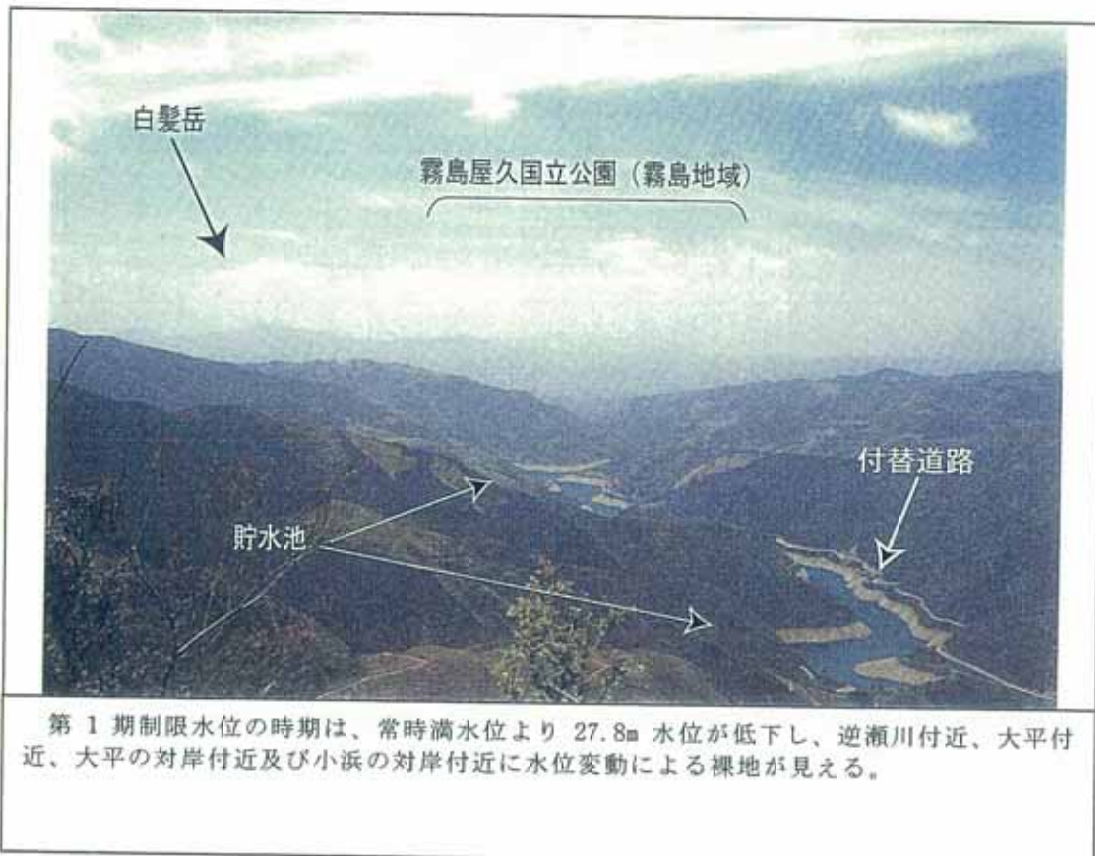 白髪岳
霧島屋久国立公園（霧島地域）
付替道路
貯水池
第 1 期制限水位の時期は、常時満水位より 27.8m 水位が低下し、逆瀬川付近、大平付
近、大平の対岸付近及び小浜の対岸付近に水位変動による裸地が見える。